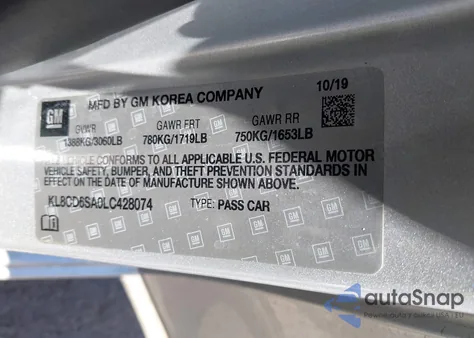 MFD BY GM KOREA COMPANY
10/19
GM
GVWR
GAWR FRT
GAWR RR
1388KG/3060LB
780KG/1719LB
750KG/1653LB
VEHICLE CONFORMS TO ALL APPLICABLE U.S. FEDERAL MOTOR
VEHICLE SAFETY, BUMPER, AND THEFT PREVENTION STANDARDS IN
EFFECT ON THE DATE OF MANUFACTURE SHOWN ABOVE.
KL8CD6SA0LC428074
TYPE: PASS CAR
autoSnap